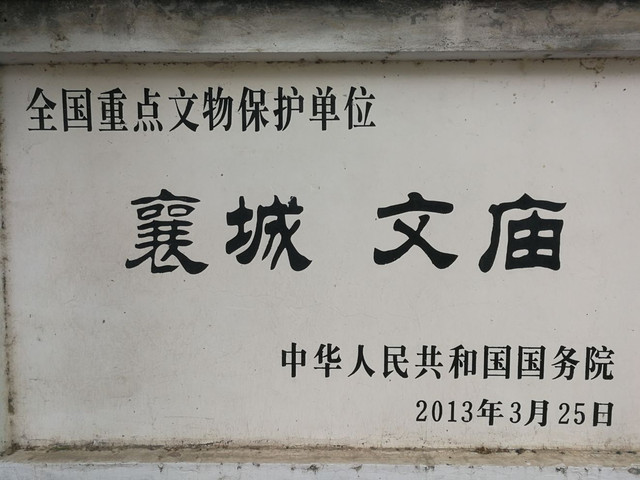 全国重点文物保护单位
襄城 文庙
中华人民共和国国务院
2013年3月25日